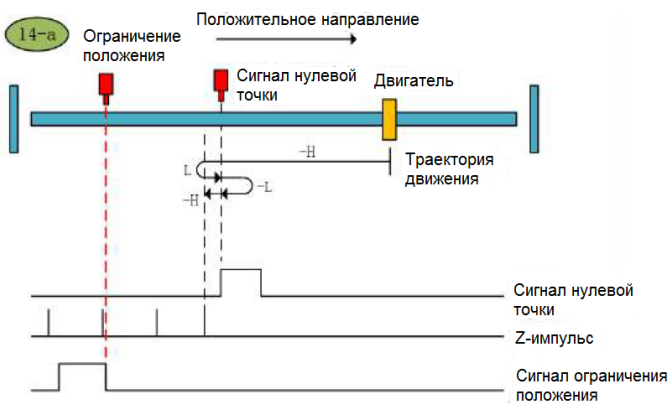 14-a
Положительное направление
Ограничение
положения
Сигнал нулевой
точки
Двигатель
-H
Траектория
движения
L
-L
-H
Сигнал нулевой
точки
Z-импульс
Сигнал ограничения
положения